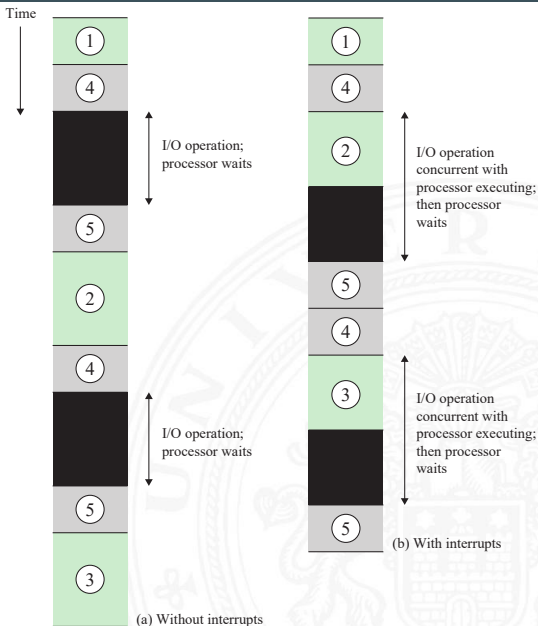 Time
1
4
I/O operation;
processor waits
5
2
4
I/O operation;
processor waits
5
3
(a) Without interrupts
1
4
2
I/O operation
concurrent with
processor executing;
then processor
waits
5
4
3
I/O operation
concurrent with
processor executing;
then processor
waits
5
(b) With interrupts
UNIVER